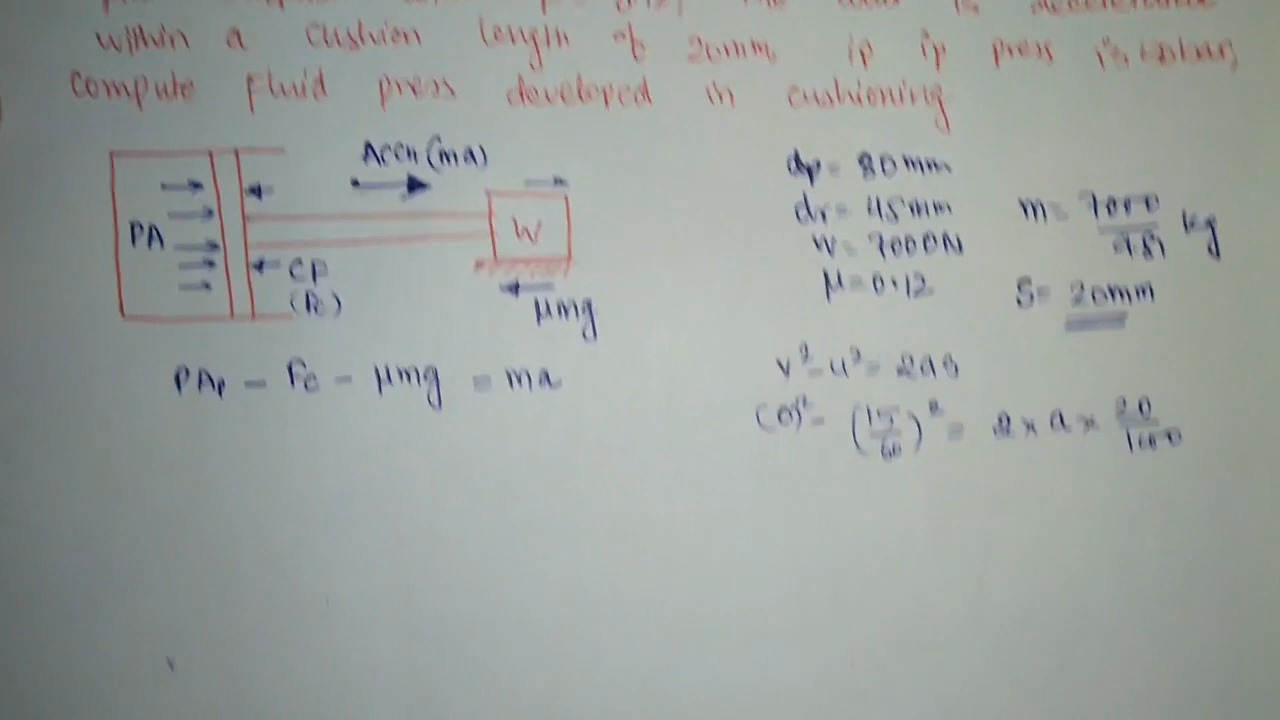 within a cushion length of 20mm ip ip press is
compute fluid press developed in cushioning
Accn (ma)
PA
W
CP
(Fc)
μmg
PAp - Fc - μmg = ma
dp = 80mm
dr = 45mm
W = 7000N
μ = 0.12
m = 7000/9.81 kg
S = 20mm
v² - u² = 2as
(0)² - (15/60)² = 2 x a x 20/1000